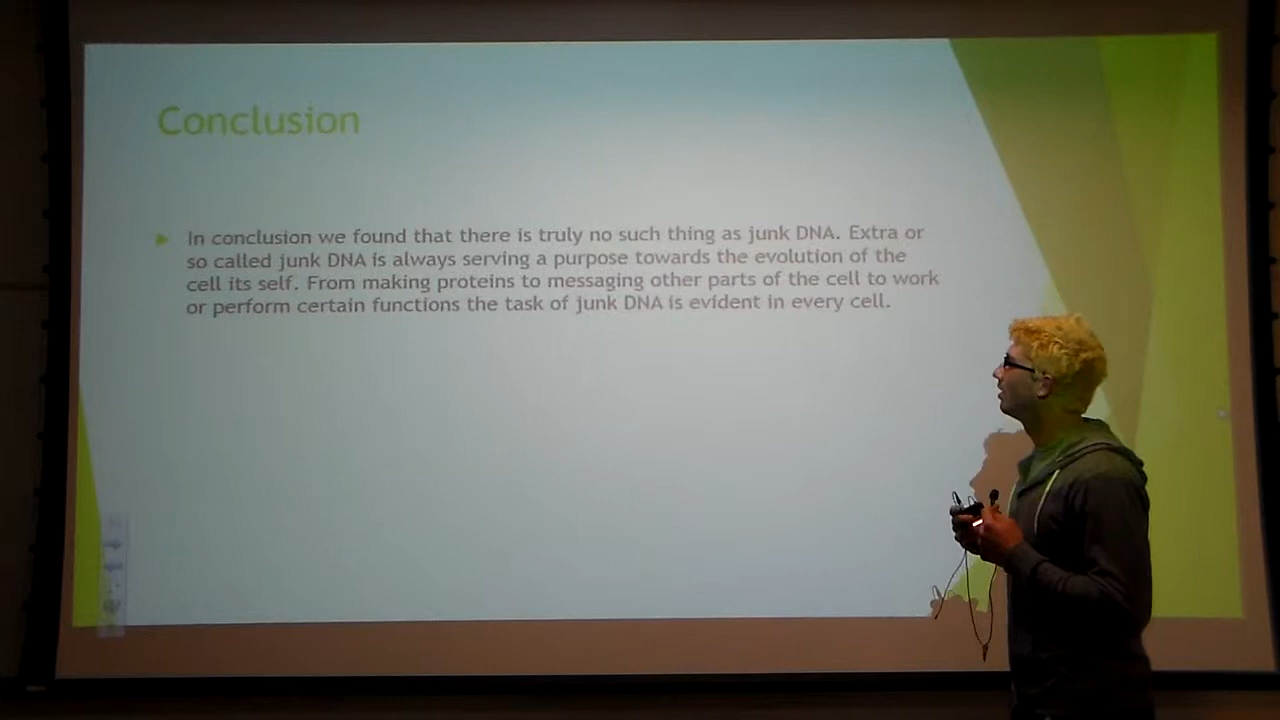 Conclusion
In conclusion we found that there is truly no such thing as junk DNA. Extra or
so called junk DNA is always serving a purpose towards the evolution of the
cell its self. From making proteins to messaging other parts of the cell to work
or perform certain functions the task of junk DNA is evident in every cell.